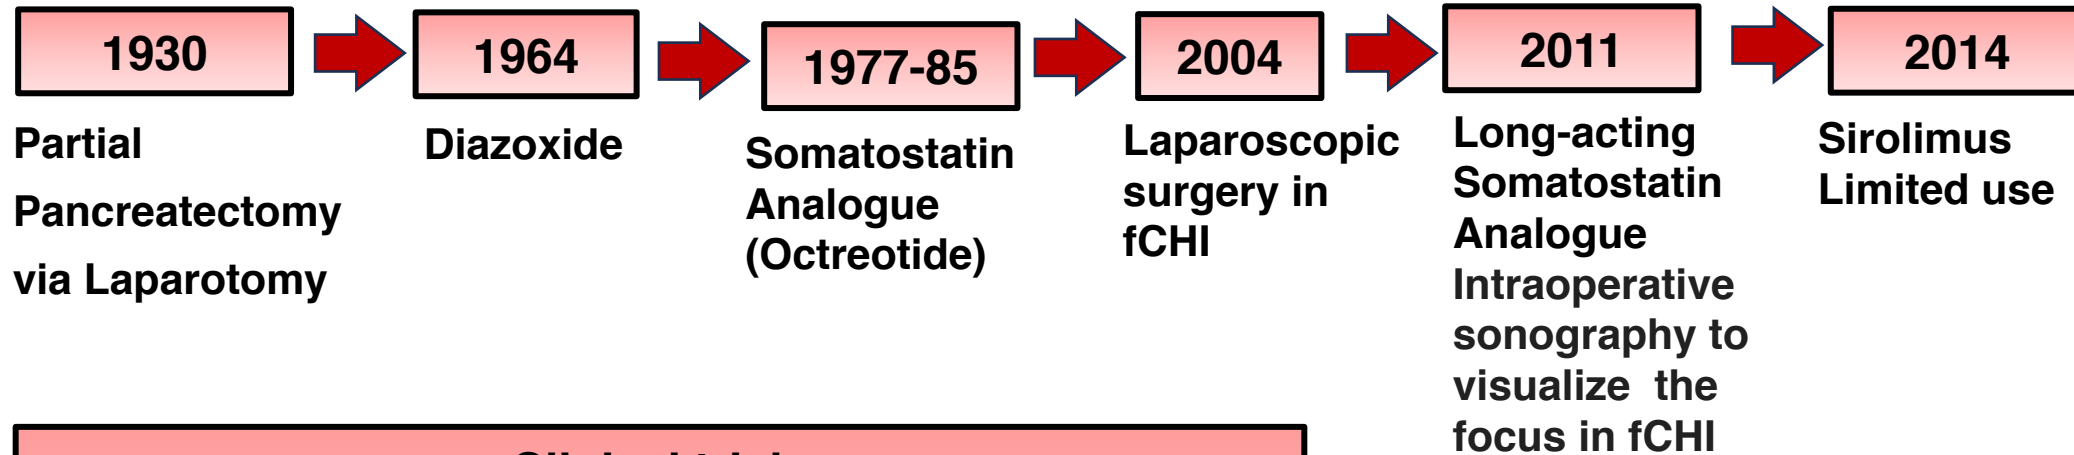 1930
1964
1977-85
2004
2011
2014
Partial
Pancreatectomy
via Laparotomy
Diazoxide
Somatostatin
Analogue
(Octreotide)
Laparoscopic
surgery in
fCHI
Long-acting
Somatostatin
Analogue
Intraoperative
sonography to
visualize the
focus in fCHI
Sirolimus
Limited use